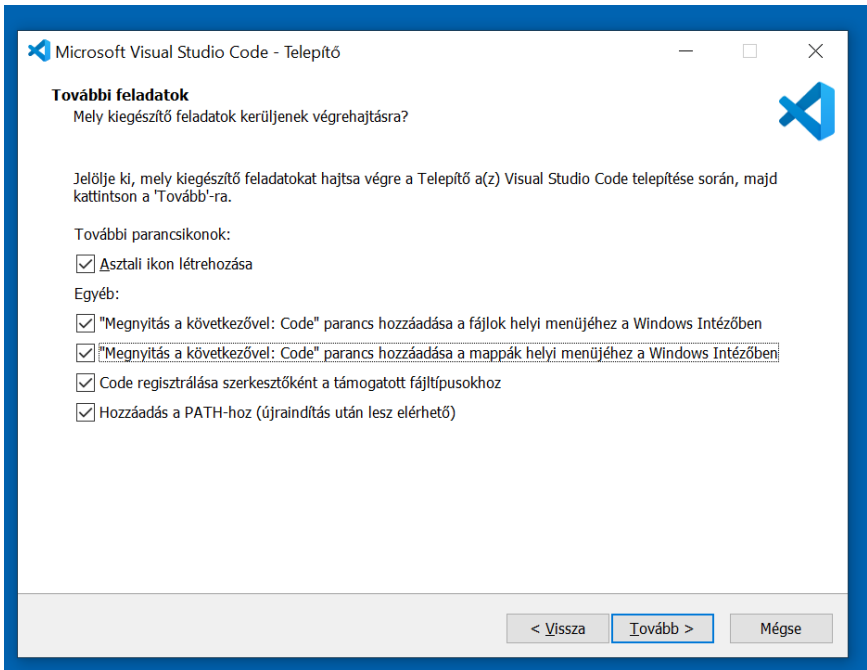 Microsoft Visual Studio Code - Telepítő
További feladatok
Mely kiegészítő feladatok kerüljenek végrehajtásra?
Jelölje ki, mely kiegészítő feladatokat hajtsa végre a Telepítő a(z) Visual Studio Code telepítése során, majd
kattintson a 'Tovább'-ra.
További parancsikonok:
Asztali ikon létrehozása
Egyéb:
"Megnyitás a következővel: Code" parancs hozzáadása a fájlok helyi menüjéhez a Windows Intézőben
"Megnyitás a következővel: Code" parancs hozzáadása a mappák helyi menüjéhez a Windows Intézőben
Code regisztrálása szerkesztőként a támogatott fájltípusokhoz
Hozzáadás a PATH-hoz (újraindítás után lesz elérhető)
< Vissza Tovább > Mégse